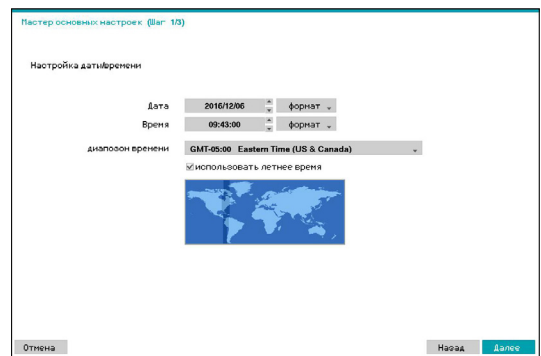 Мастер основных настроек (Шаг 1/3)
Настройка даты/времени
Дата 2016/12/06 формат
Время 09:43:00 формат
диапозон времени GMT-05:00 Eastern Time (US & Canada)
использовать летнее время
Отмена Назад Далее